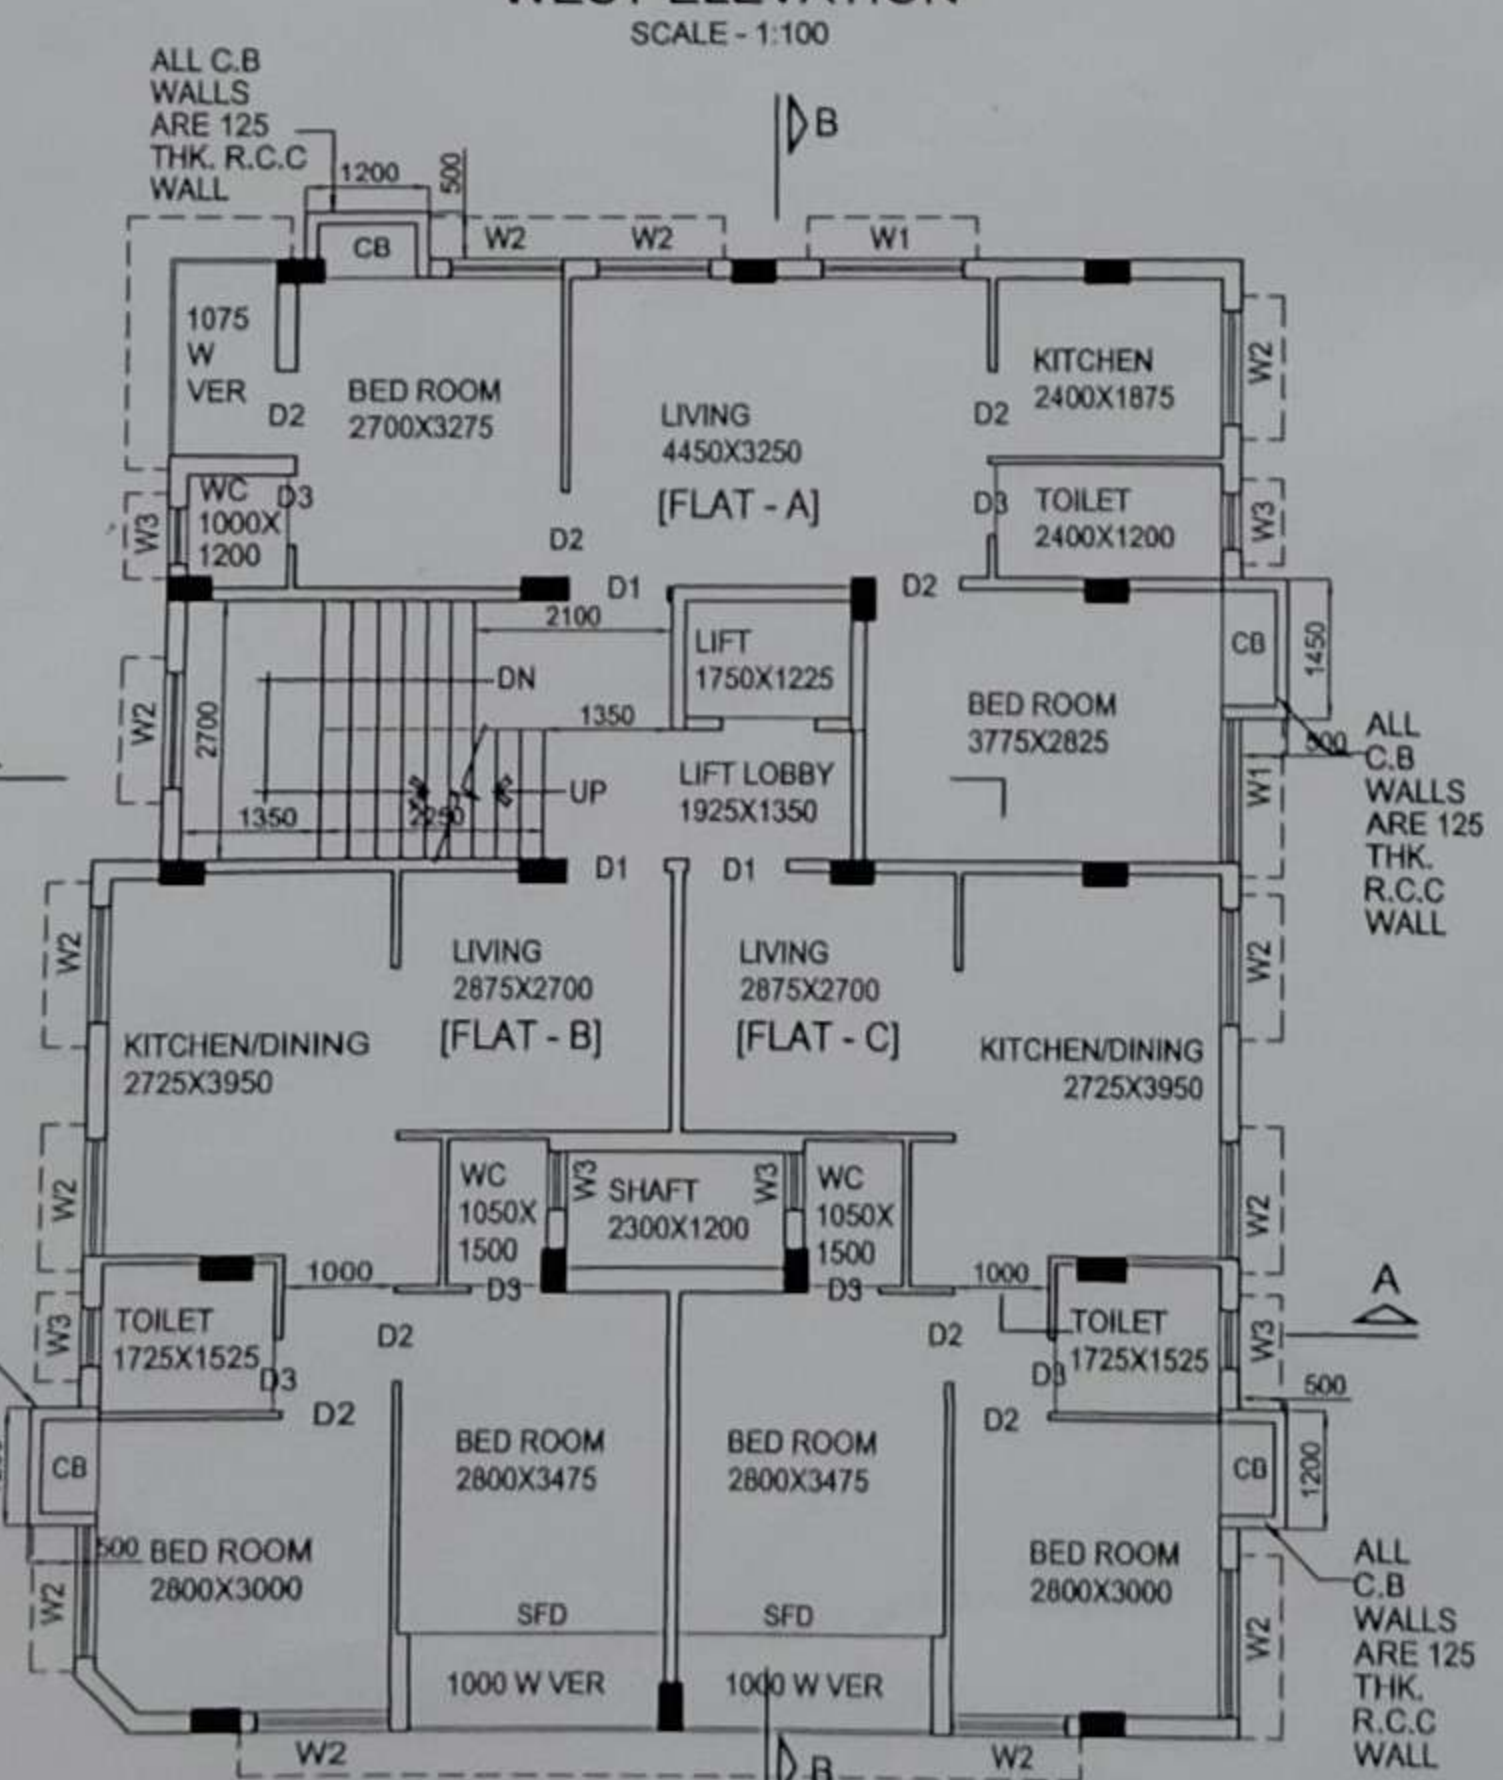 WEST ELEVATION
SCALE - 1:100
ALL C.B
WALLS
ARE 125
THK. R.C.C
WALL
1200
500
B
CB
W2
W2
W1
1075
W
VER
D2
BED ROOM
2700X3275
LIVING
4450X3250
[FLAT - A]
D2
KITCHEN
2400X1875
W2
WC
1000X
1200
D3
W3
D2
D3
TOILET
2400X1200
W3
D1
D2
2100
LIFT
1750X1225
CB
1450
DN
W2
2700
1350
BED ROOM
3775X2825
500
ALL
C.B
WALLS
ARE 125
THK.
R.C.C
WALL
LIFT LOBBY
1925X1350
UP
1350
2250
W1
D1
D1
W2
LIVING
2875X2700
[FLAT - B]
LIVING
2875X2700
[FLAT - C]
W2
KITCHEN/DINING
2725X3950
KITCHEN/DINING
2725X3950
W2
WC
1050X
1500
W3
SHAFT
2300X1200
W3
WC
1050X
1500
W2
1000
D3
D3
1000
A
W3
TOILET
1725X1525
D3
D2
D2
TOILET
1725X1525
D3
W3
D2
D2
500
CB
BED ROOM
2800X3475
BED ROOM
2800X3475
CB
1200
500
BED ROOM
2800X3000
BED ROOM
2800X3000
ALL
C.B
WALLS
ARE 125
THK.
R.C.C
WALL
W2
SFD
SFD
W2
1000 W VER
1000 W VER
W2
B
W2